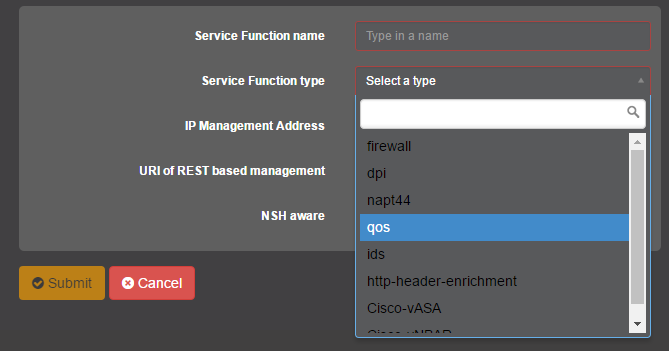 Service Function name
Type in a name
Service Function type
Select a type
IP Management Address
URI of REST based management
NSH aware
firewall
dpi
napt44
qos
ids
http-header-enrichment
Cisco-vASA
Submit
Cancel